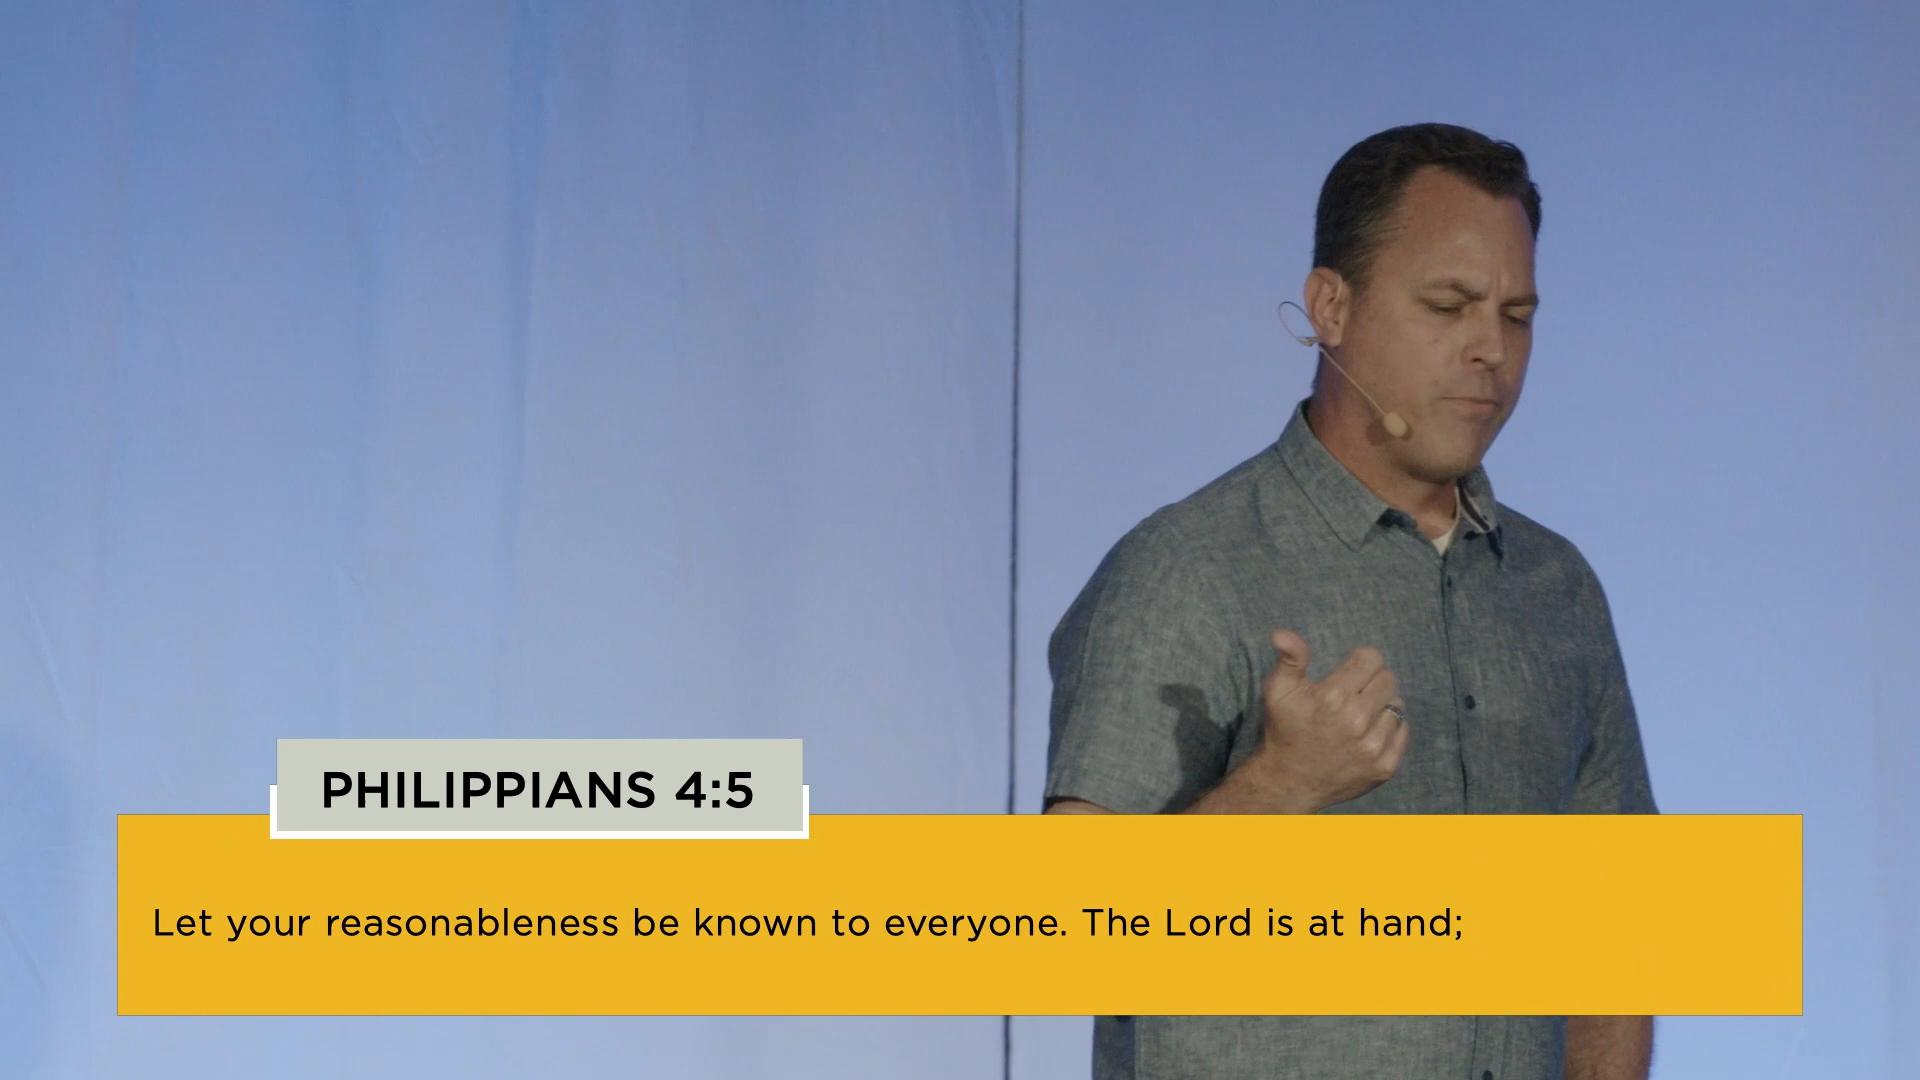 PHILIPPIANS 4:5
Let your reasonableness be known to everyone. The Lord is at hand;